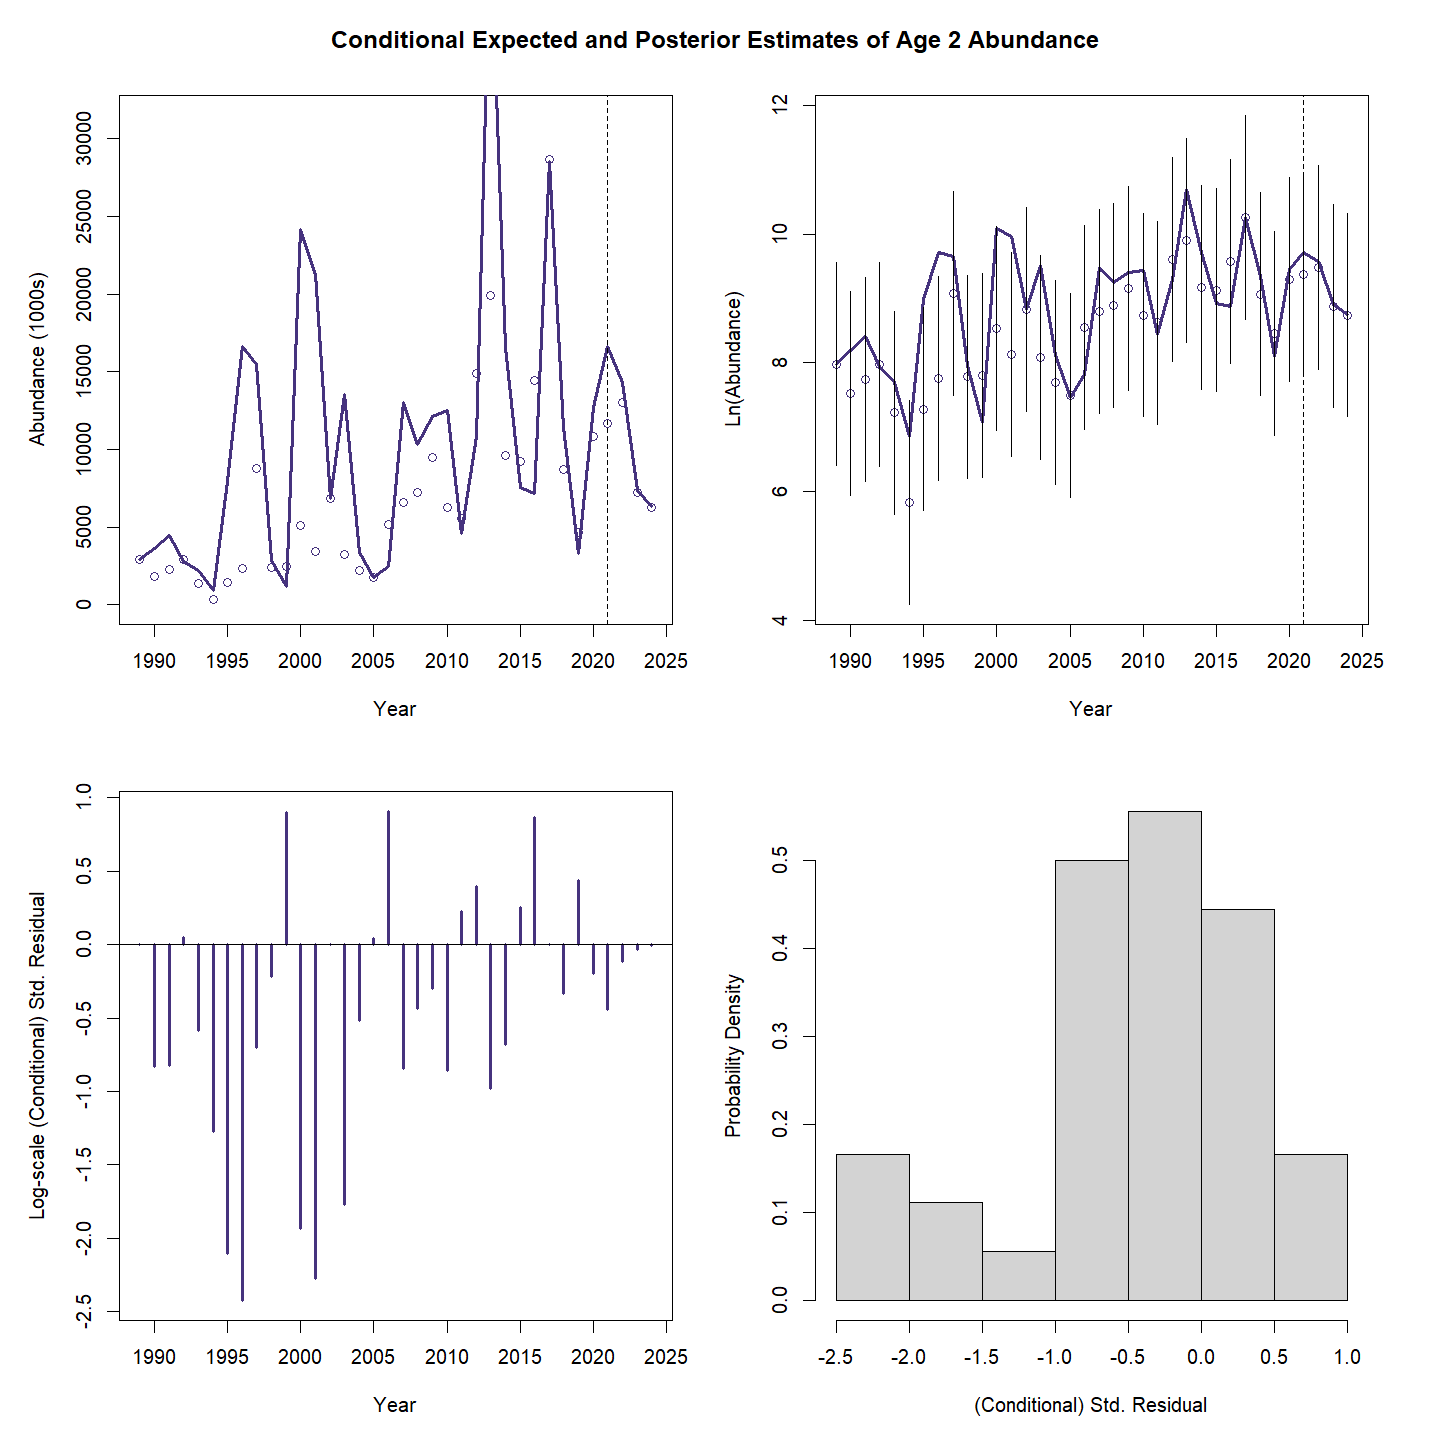 Conditional Expected and Posterior Estimates of Age 2 Abundance
Abundance (1000s)
0
5000
10000
15000
20000
25000
30000
1990 1995 2000 2005 2010 2015 2020 2025
Year
Ln(Abundance)
4
6
8
10
12
1990 1995 2000 2005 2010 2015 2020 2025
Year
Log-scale (Conditional) Std. Residual
-2.5
-2.0
-1.5
-1.0
-0.5
0.0
0.5
1.0
1990 1995 2000 2005 2010 2015 2020 2025
Year
Probability Density
0.0
0.1
0.2
0.3
0.4
0.5
-2.5 -2.0 -1.5 -1.0 -0.5 0.0 0.5 1.0
(Conditional) Std. Residual